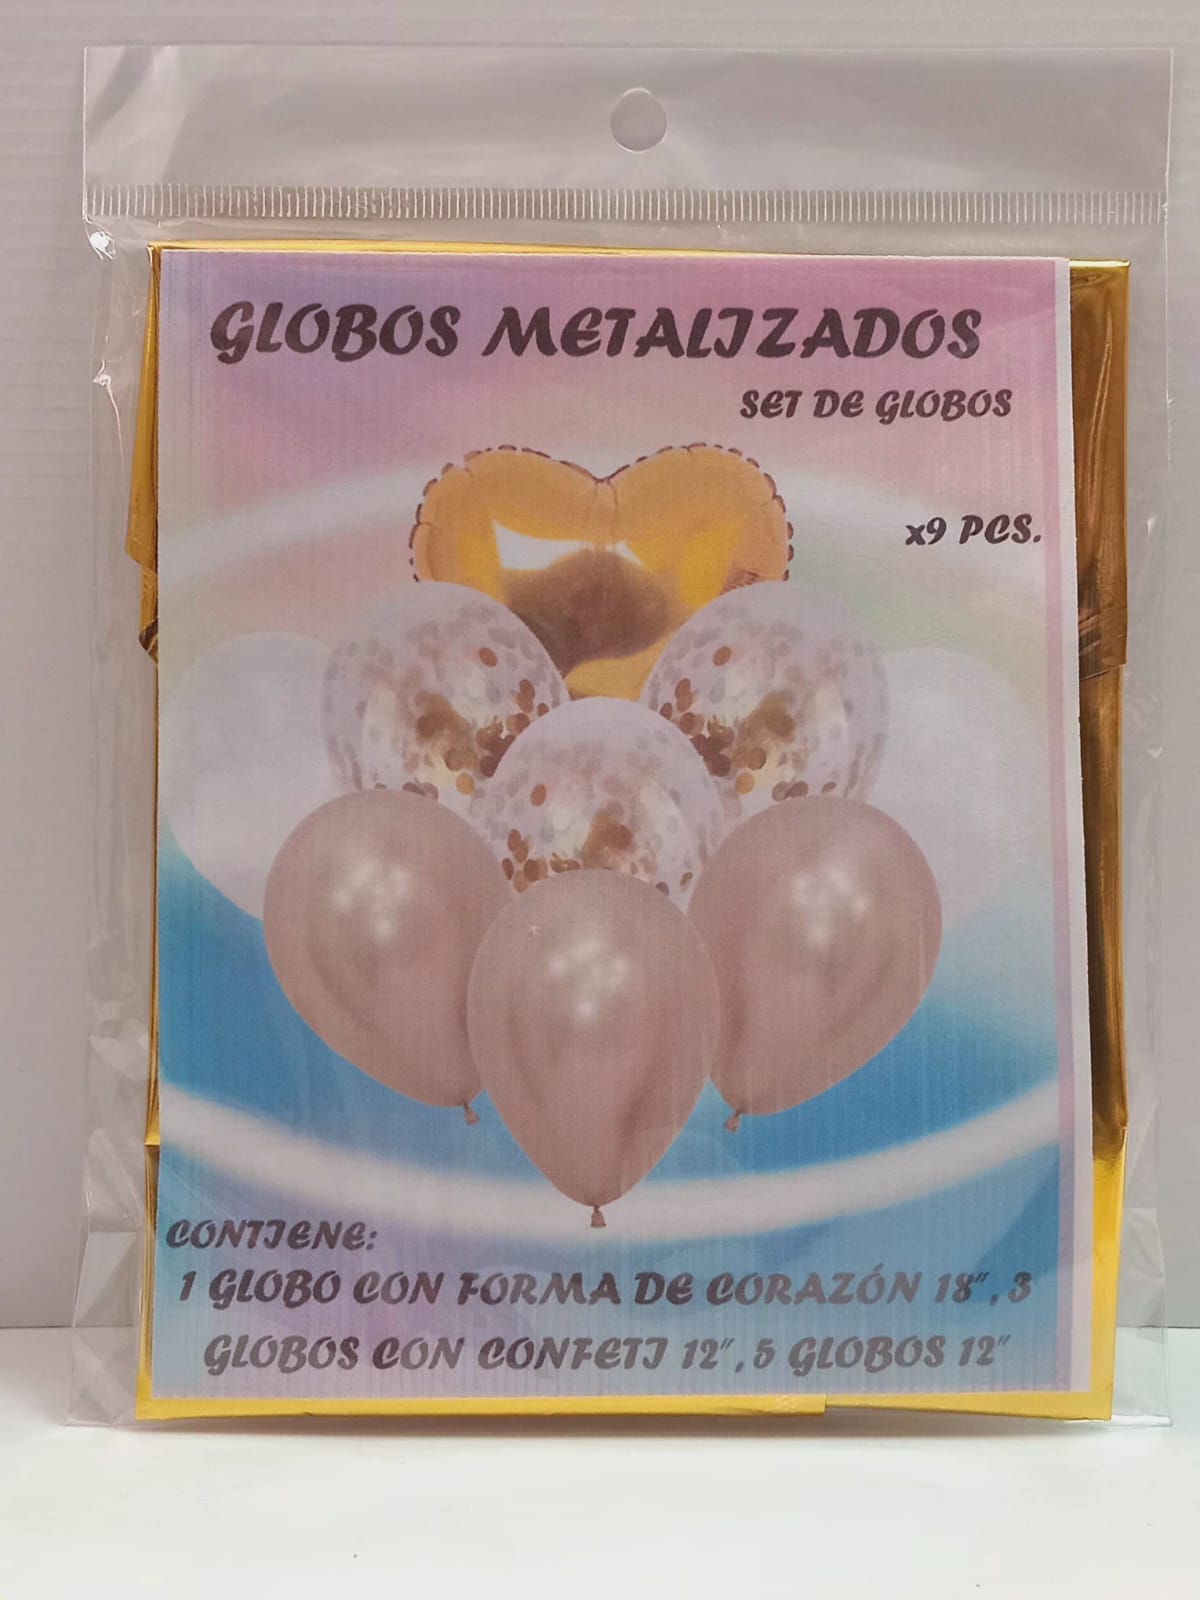 GLOBOS METALIZADOS
SET DE GLOBOS
x9 PCS.
CONTIENE:
1 GLOBO CON FORMA DE CORAZÓN 18", 3
GLOBOS CON CONFETI 12", 5 GLOBOS 12"